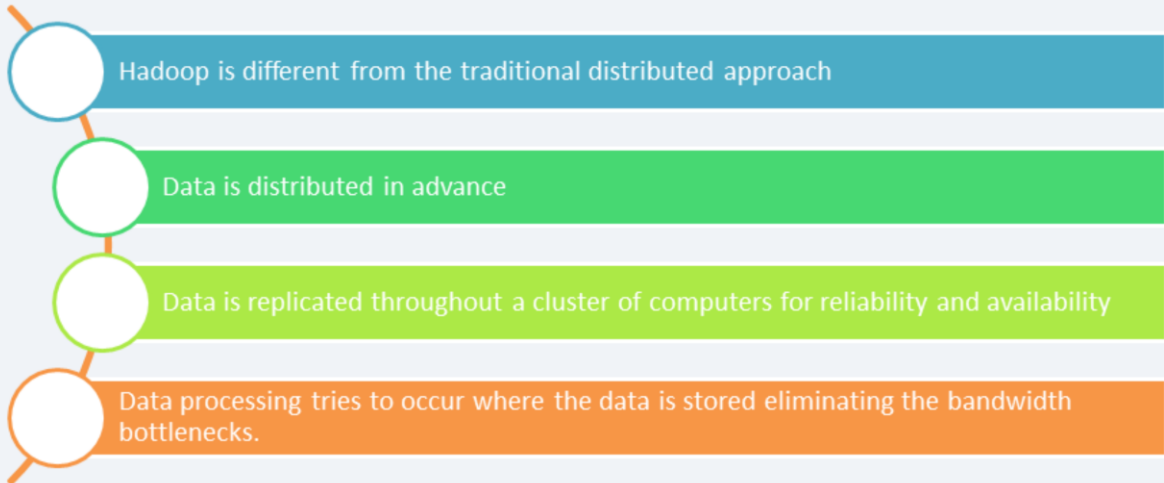 Hadoop is different from the traditional distributed approach
Data is distributed in advance
Data is replicated throughout a cluster of computers for reliability and availability
Data processing tries to occur where the data is stored eliminating the bandwidth
bottlenecks.